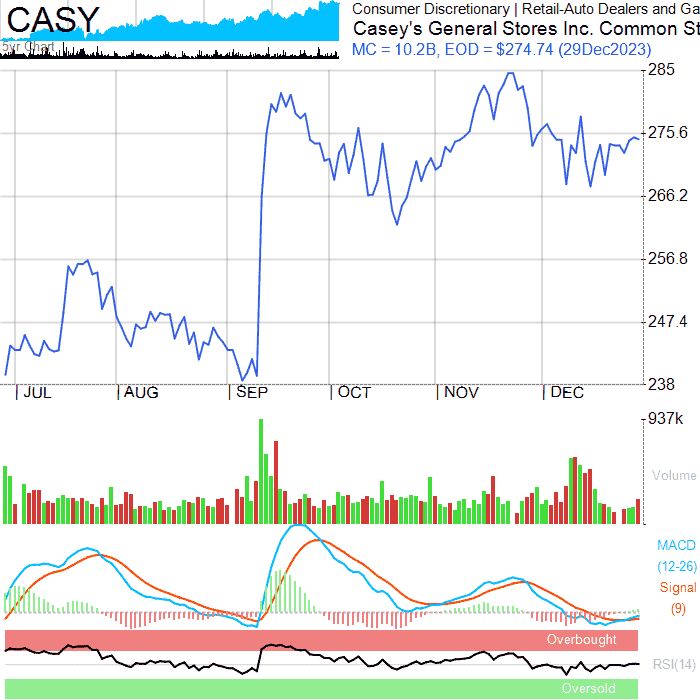 CASY
5yr Chart
Consumer Discretionary | Retail-Auto Dealers and Ga
Casey's General Stores Inc. Common St
MC = 10.2B, EOD = $274.74 (29Dec2023)
285
275.6
266.2
256.8
247.4
238
JUL AUG SEP OCT NOV DEC
937k
Volume
MACD
(12-26)
Signal
(9)
Overbought
RSI(14)
Oversold